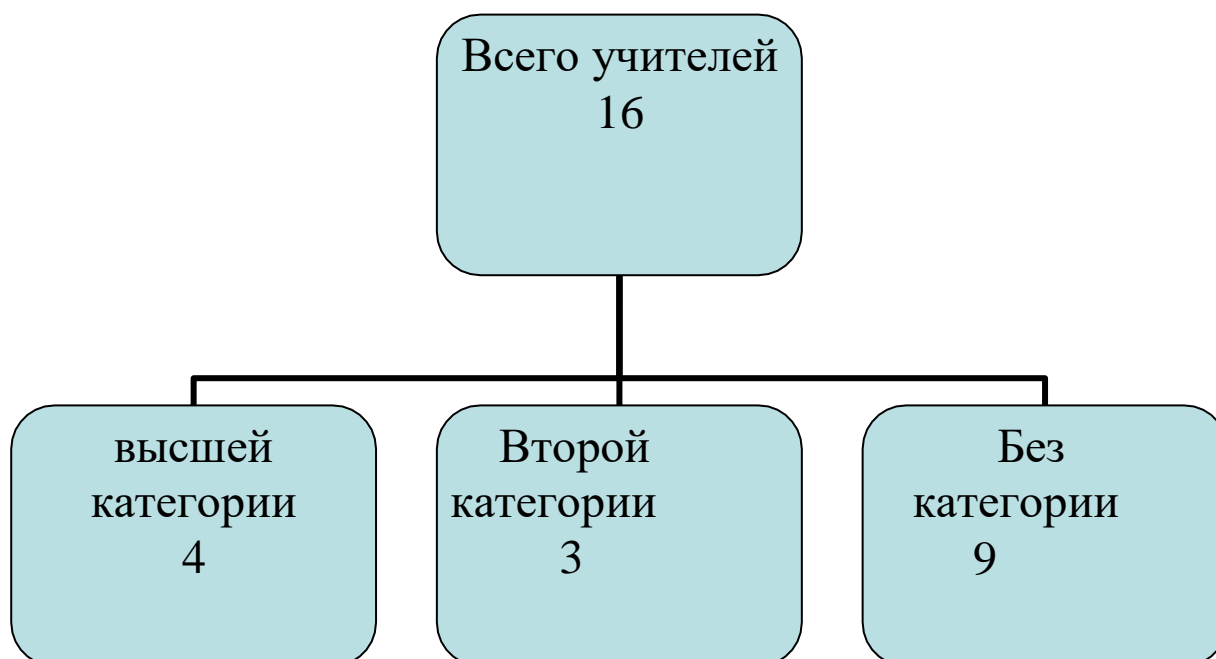 Всего учителей
16
высшей
категории
4
Второй
категории
3
Без
категории
9